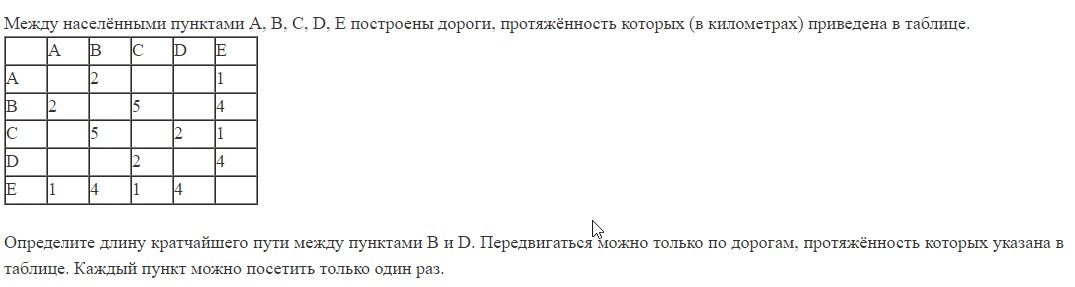 Между населёнными пунктами A, B, C, D, E построены дороги, протяжённость которых (в километрах) приведена в таблице.
A B C D E
A 2 1
B 2 5 4
C 5 2 1
D 2 4
E 1 4 1 4
Определите длину кратчайшего пути между пунктами B и D. Передвигаться можно только по дорогам, протяжённость которых указана в
таблице. Каждый пункт можно посетить только один раз.